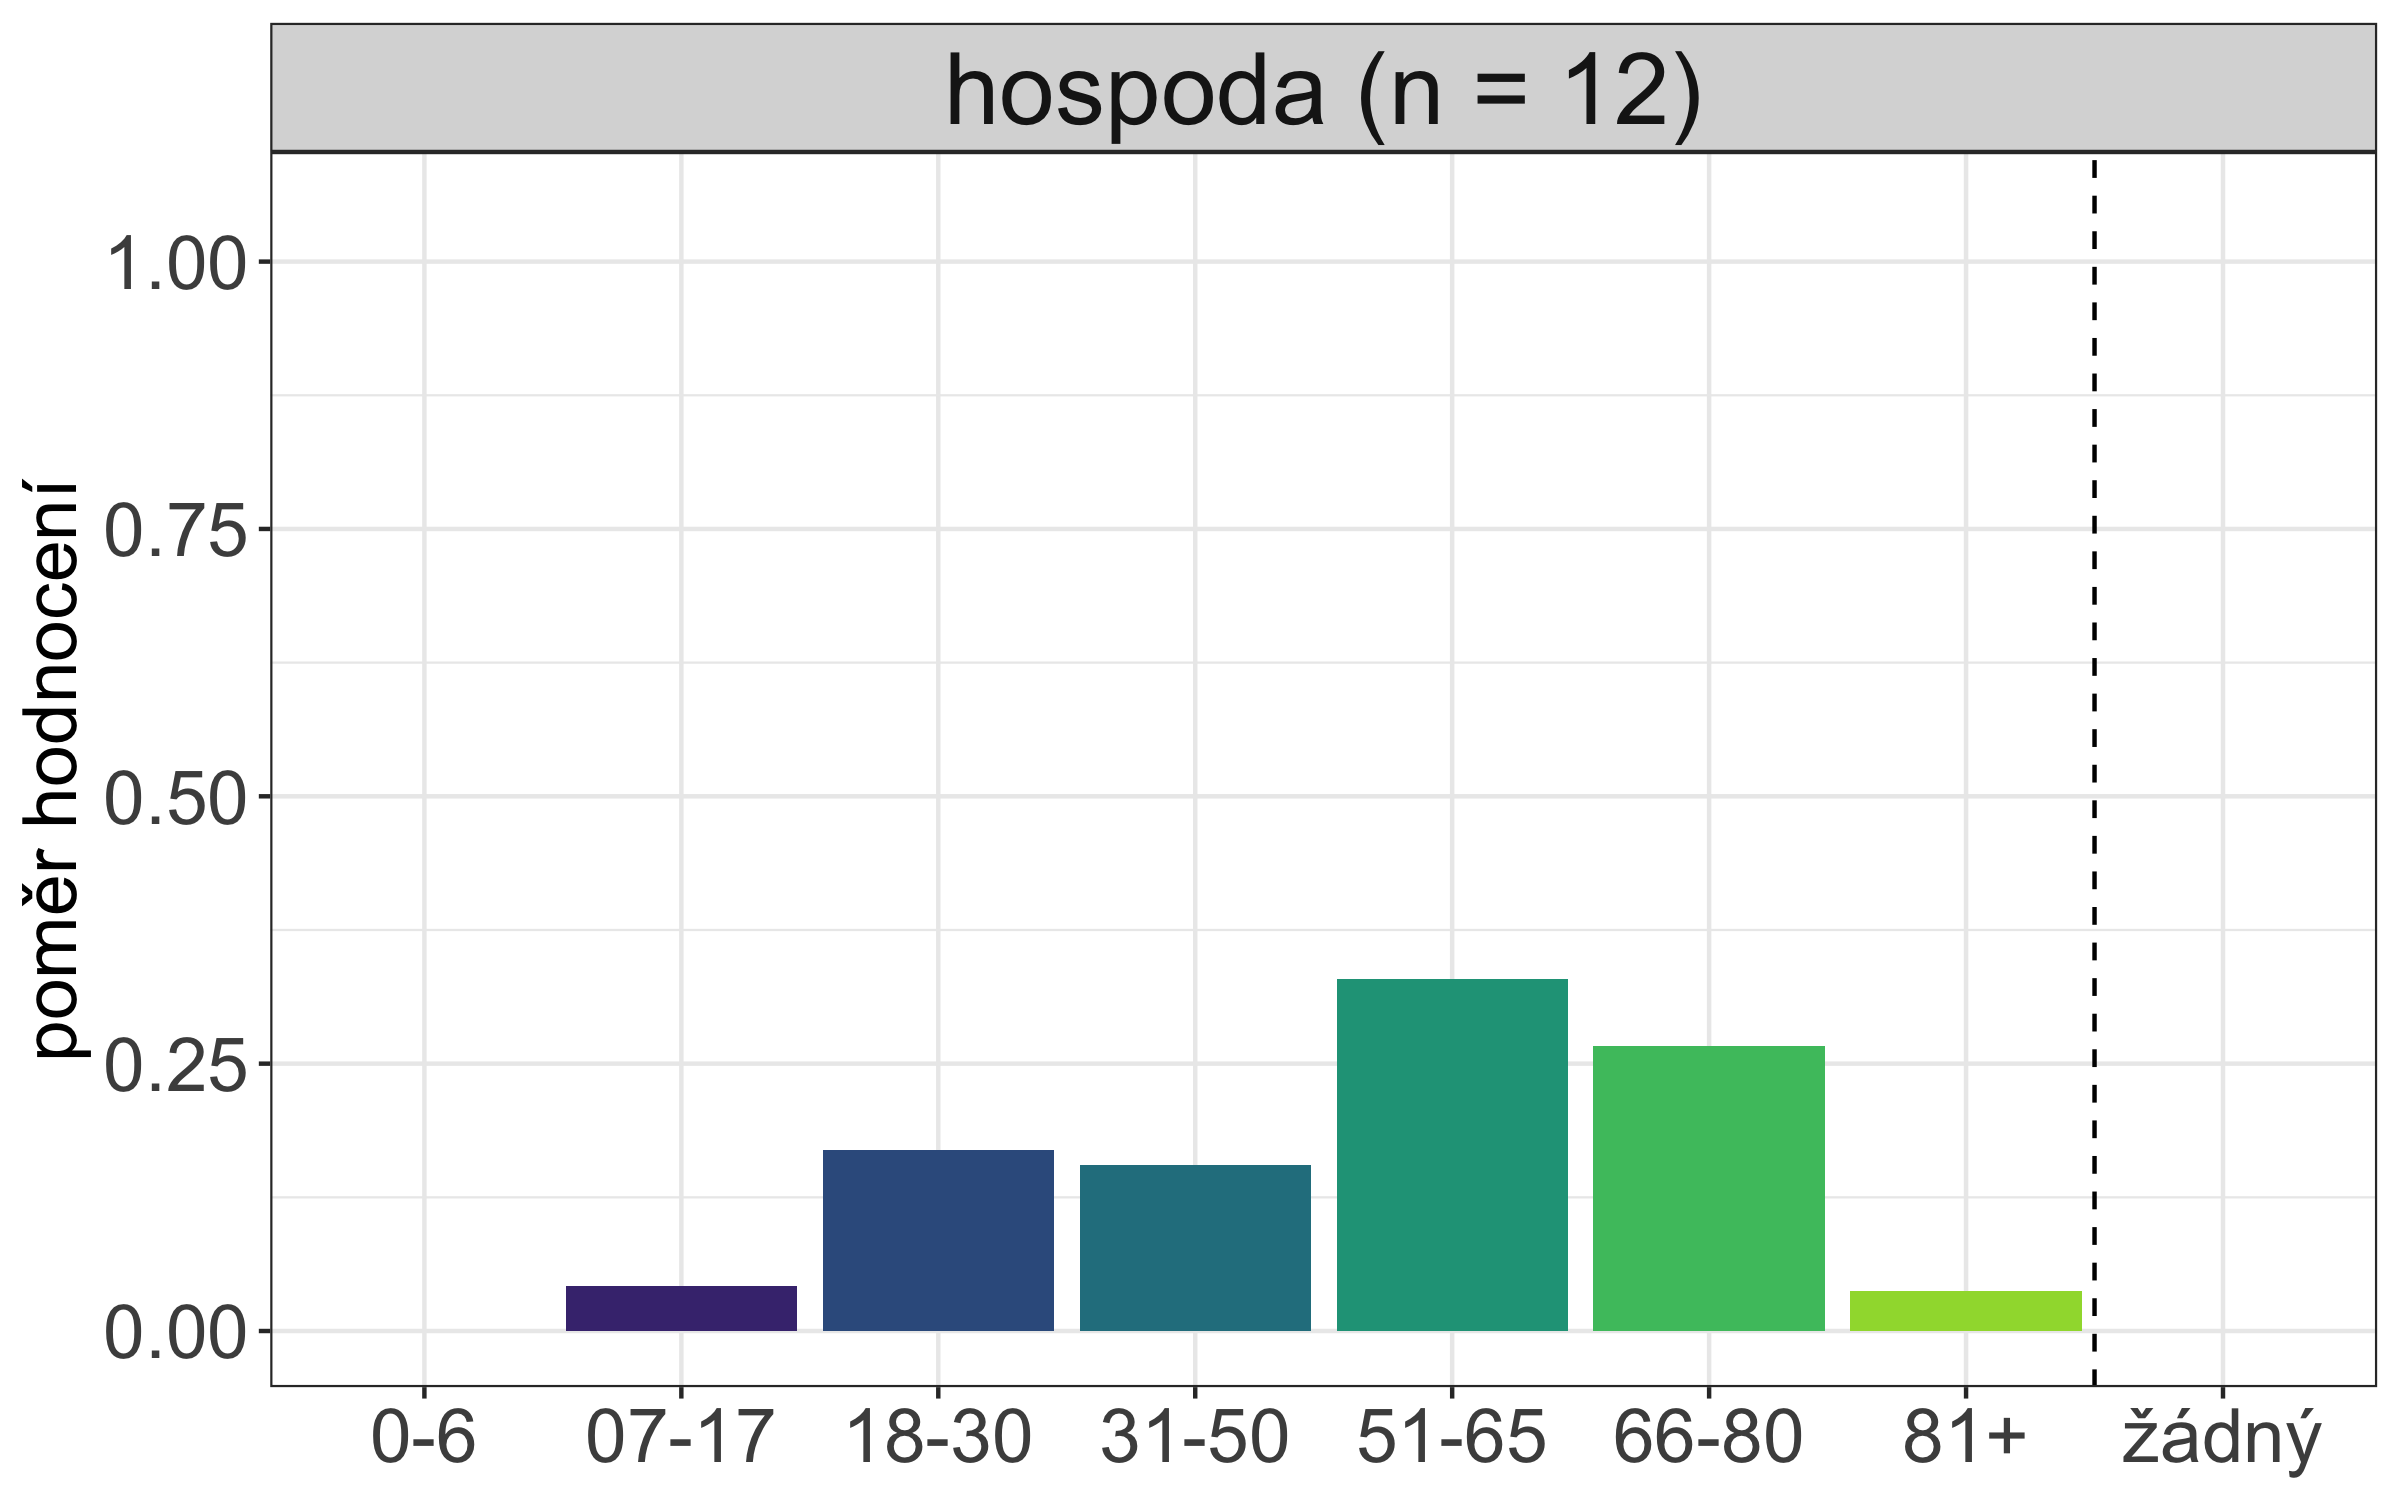 hospoda (n = 12)
poměr hodnocení
1.00
0.75
0.50
0.25
0.00
0-6 07-17 18-30 31-50 51-65 66-80 81+ žádný